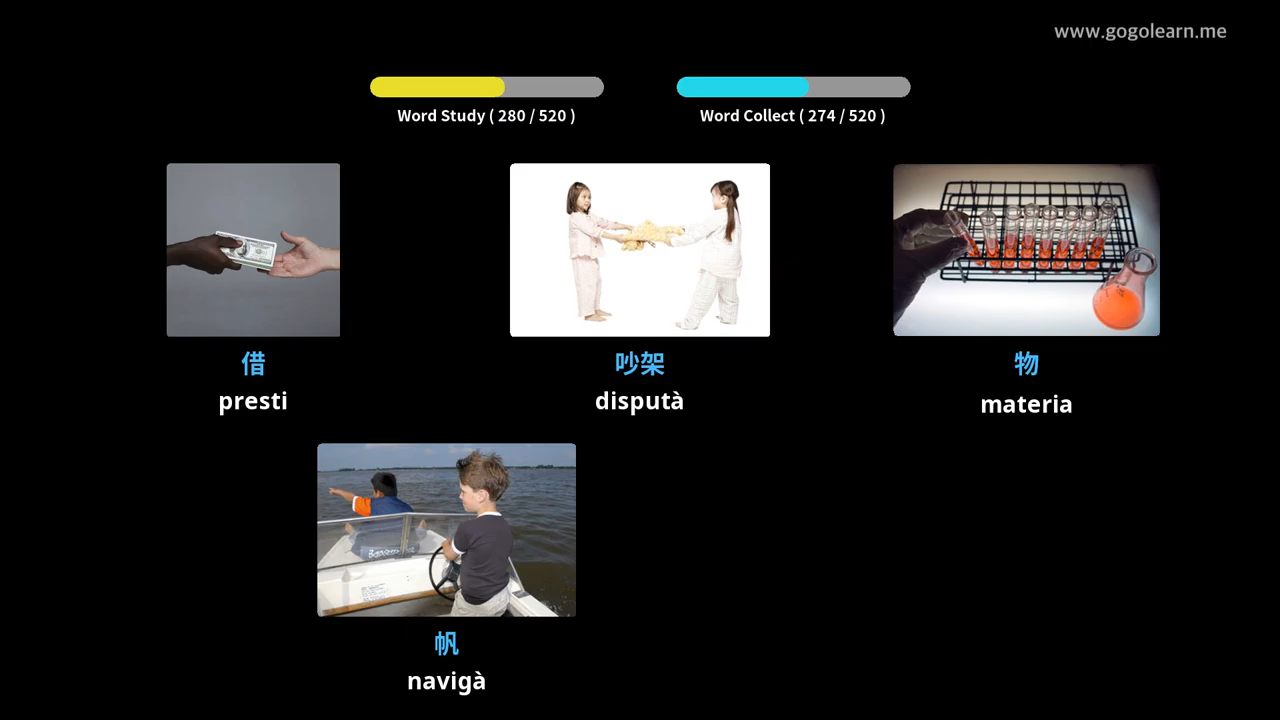 www.gogolearn.me
Word Study ( 280 / 520 )
Word Collect ( 274 / 520 )
借
presti
吵架
disputà
物
materia
帆
navigà